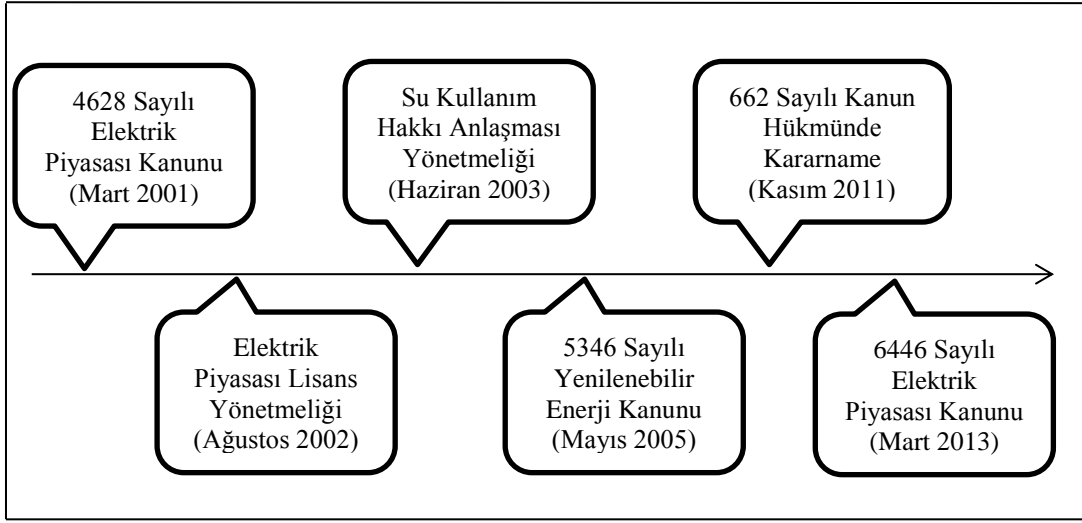 4628 Sayılı
Elektrik
Piyasası Kanunu
(Mart 2001)
Su Kullanım
Hakkı Anlaşması
Yönetmeliği
(Haziran 2003)
662 Sayılı Kanun
Hükmünde
Kararname
(Kasım 2011)
Elektrik
Piyasası Lisans
Yönetmeliği
(Ağustos 2002)
5346 Sayılı
Yenilenebilir
Enerji Kanunu
(Mayıs 2005)
6446 Sayılı
Elektrik
Piyasası Kanunu
(Mart 2013)